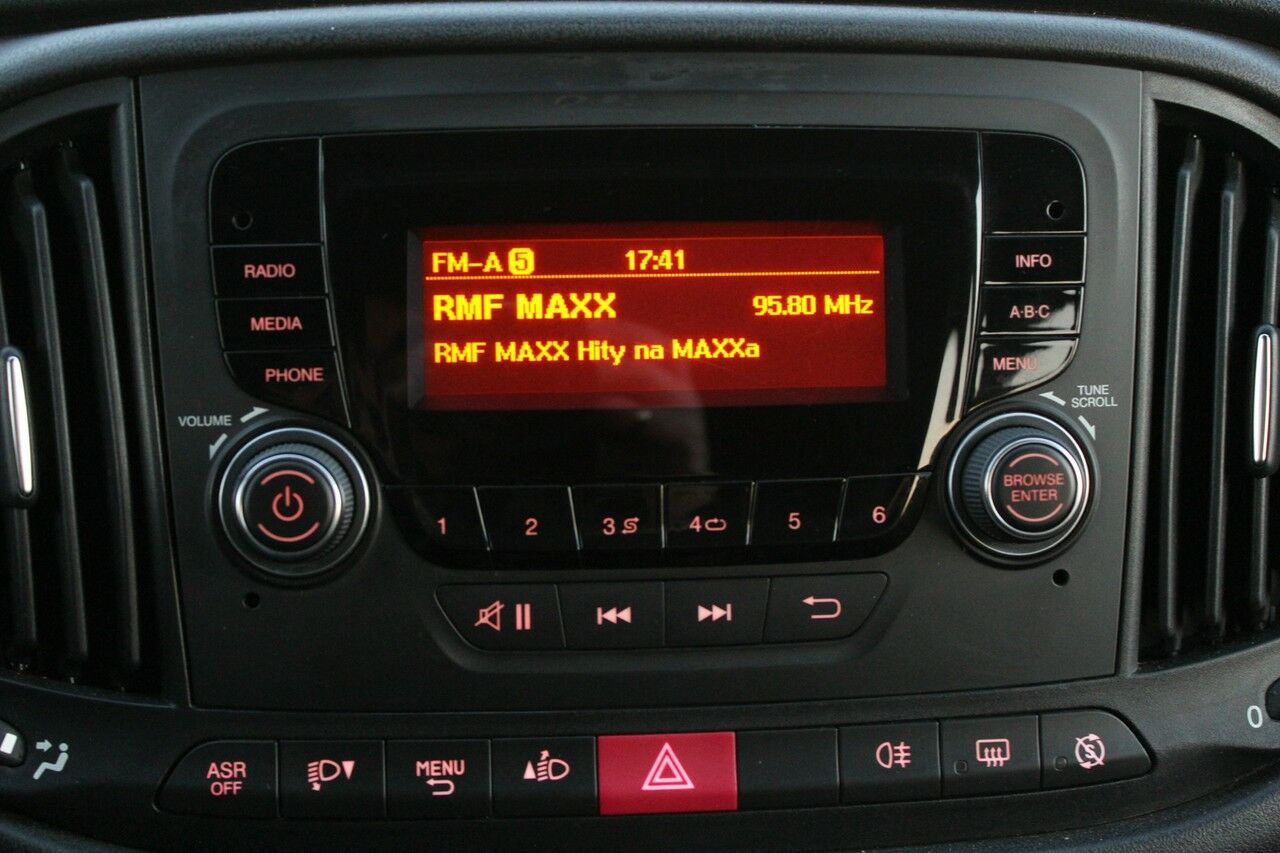 FM-A 5 17:41
RMF MAXX 95.80 MHz
RMF MAXX Hity na MAXXa
RADIO
MEDIA
PHONE
INFO
A·B·C
MENU
VOLUME
TUNE
SCROLL
BROWSE
ENTER
1 2 3 4 5 6
ASR
OFF
MENU
S
0